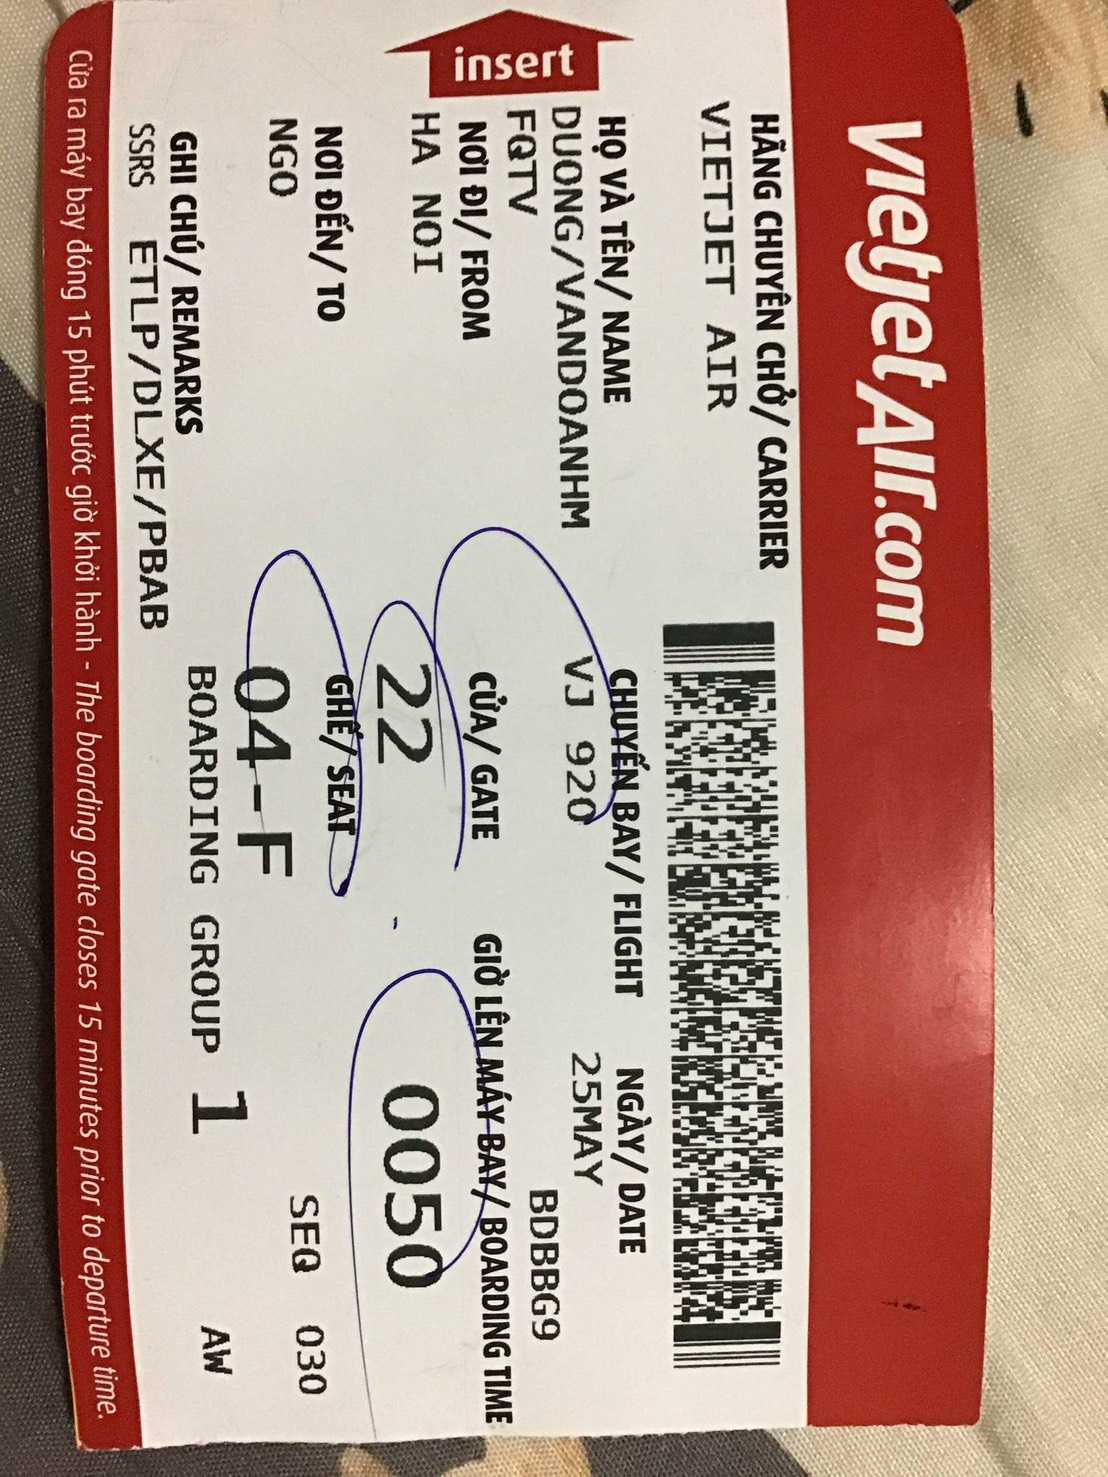 VietjetAir.com
insert
HÃNG CHUYÊN CHỞ/ CARRIER
VIETJET AIR
HỌ VÀ TÊN/ NAME
DUONG/VANDOANHM
FQTV
CHUYẾN BAY/ FLIGHT
VJ 920
NGÀY/ DATE
25MAY
BDBBG9
NƠI ĐI/ FROM
HA NOI
CỬA/ GATE
22
GIỜ LÊN MÁY BAY/ BOARDING TIME
0050
NƠI ĐẾN/ TO
NGO
GHẾ/ SEAT
04-F
SEQ 030
GHI CHÚ/ REMARKS
SSRS ETLP/DLXE/PBAB
BOARDING GROUP 1
AW
Cửa ra máy bay đóng 15 phút trước giờ khởi hành - The boarding gate closes 15 minutes prior to departure time.